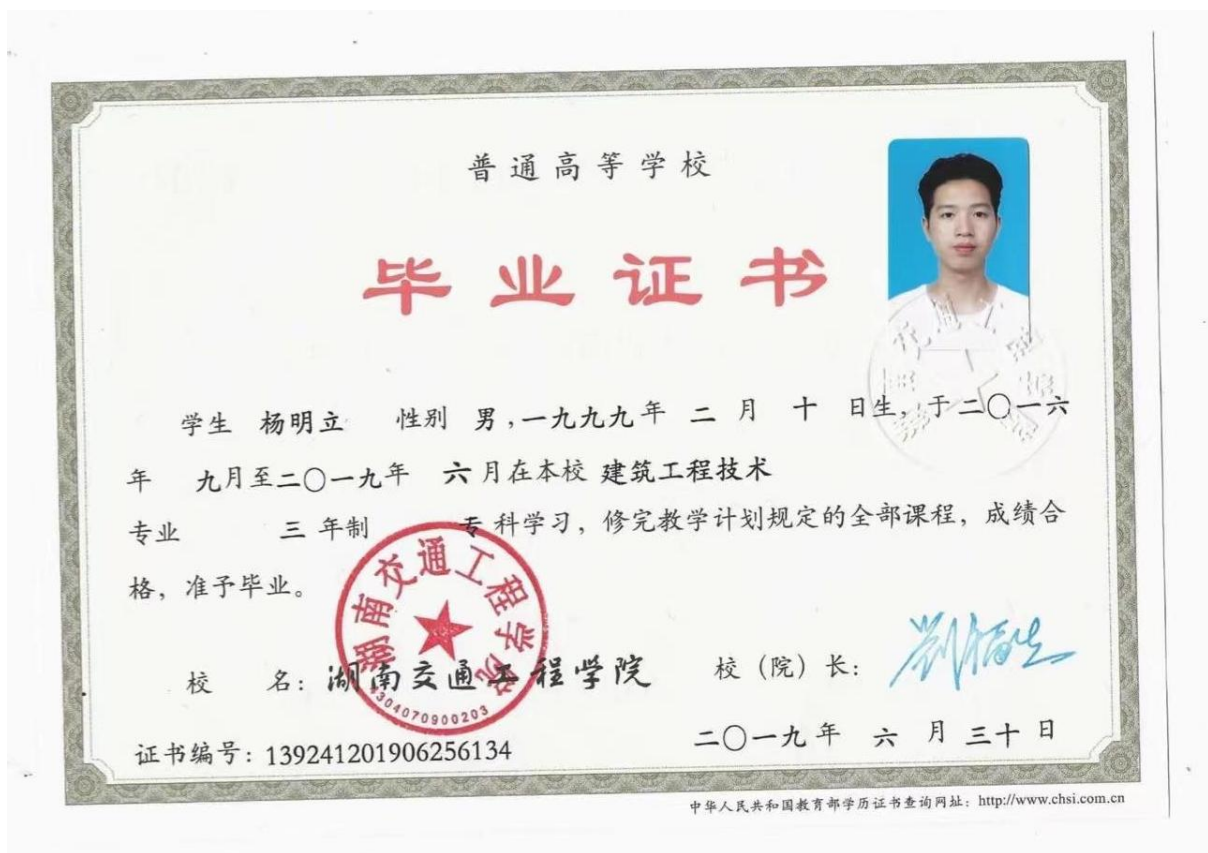 普通高等学校
毕业证书
学生 杨明立 性别 男,一九九九年 二 月 十 日生,于二〇一六
年 九月至二〇一九年 六月在本校 建筑工程技术
专业 三 年制 专 科学习,修完教学计划规定的全部课程,成绩合
格,准予毕业。
湖南交通工程学院
4304070900203
校 名:湖南交通工程学院 校(院)长:
证书编号:139241201906256134 二〇一九年 六 月 三十 日
中华人民共和国教育部学历证书查询网址:http://www.chsi.com.cn